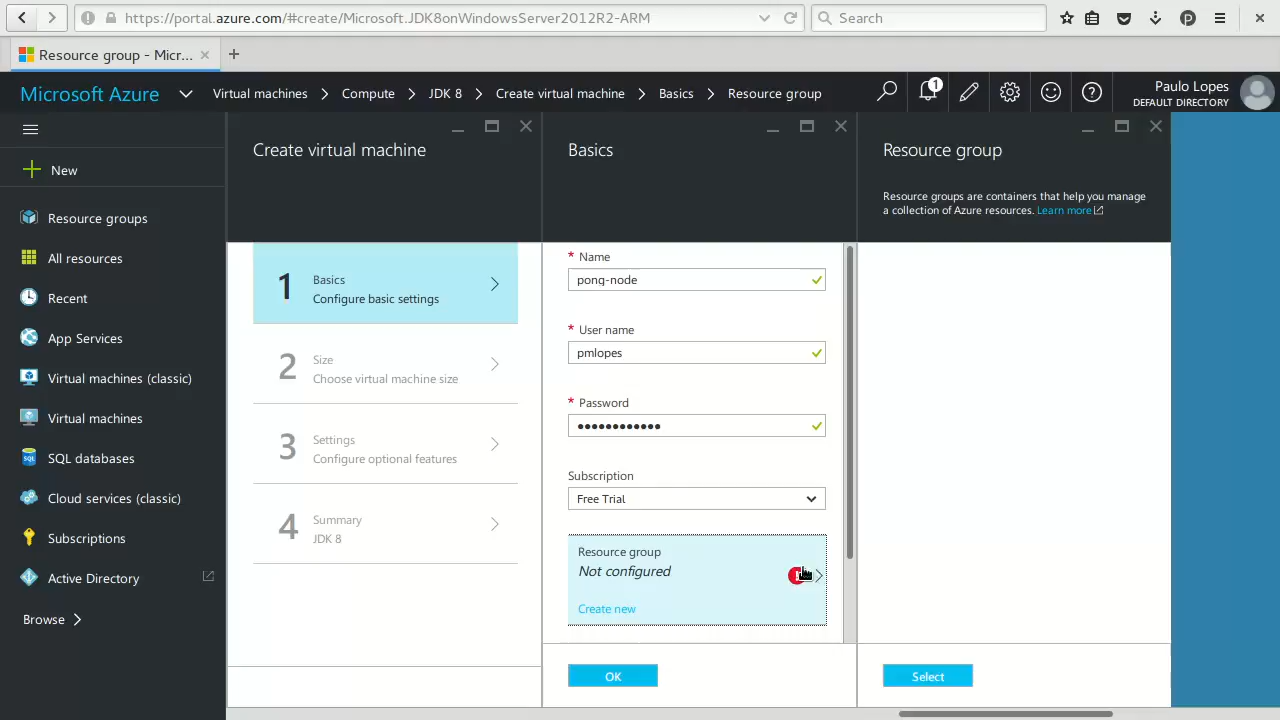 https://portal.azure.com/#create/Microsoft.JDK8onWindowsServer2012R2-ARM
Search
Resource group - Micr...
Microsoft Azure
Virtual machines > Compute > JDK 8 > Create virtual machine > Basics > Resource group
1
Paulo Lopes
DEFAULT DIRECTORY
New
Resource groups
All resources
Recent
App Services
Virtual machines (classic)
Virtual machines
SQL databases
Cloud services (classic)
Subscriptions
Active Directory
Browse
Create virtual machine
1
Basics
Configure basic settings
2
Size
Choose virtual machine size
3
Settings
Configure optional features
4
Summary
JDK 8
Basics
* Name
pong-node
* User name
pmlopes
* Password
●●●●●●●●●●●●
Subscription
Free Trial
Resource group
Not configured
Create new
OK
Resource group
Resource groups are containers that help you manage
a collection of Azure resources. Learn more
Select